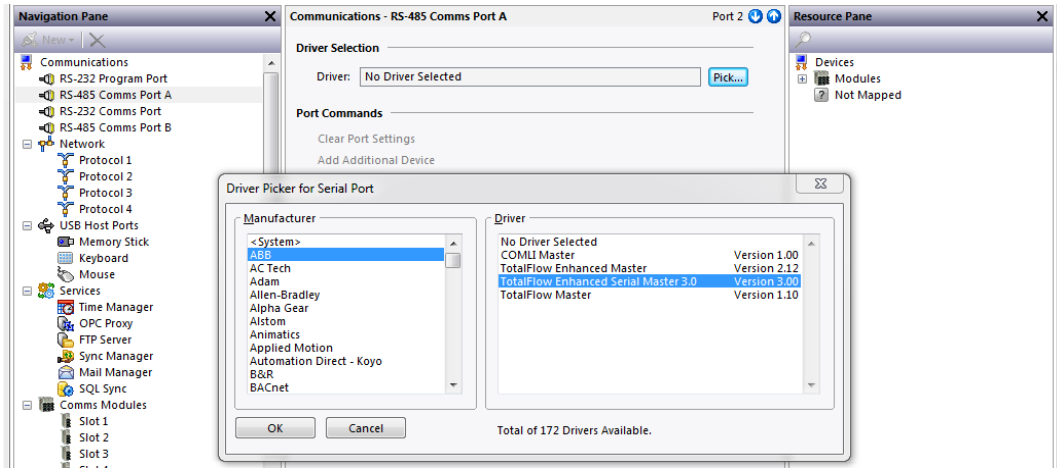 Navigation Pane
New
Communications
RS-232 Program Port
RS-485 Comms Port A
RS-232 Comms Port
RS-485 Comms Port B
Network
Protocol 1
Protocol 2
Protocol 3
Protocol 4
USB Host Ports
Memory Stick
Keyboard
Mouse
Services
Time Manager
OPC Proxy
FTP Server
Sync Manager
Mail Manager
SQL Sync
Comms Modules
Slot 1
Slot 2
Slot 3
Communications - RS-485 Comms Port A
Port 2
Driver Selection
Driver: No Driver Selected Pick...
Port Commands
Clear Port Settings
Add Additional Device
Resource Pane
Devices
Modules
Not Mapped
Driver Picker for Serial Port
Manufacturer
<System>
ABB
AC Tech
Adam
Allen-Bradley
Alpha Gear
Alstom
Animatics
Applied Motion
Automation Direct - Koyo
B&R
BACnet
Driver
No Driver Selected
COMLI Master Version 1.00
TotalFlow Enhanced Master Version 2.12
TotalFlow Enhanced Serial Master 3.0 Version 3.00
TotalFlow Master Version 1.10
OK Cancel
Total of 172 Drivers Available.